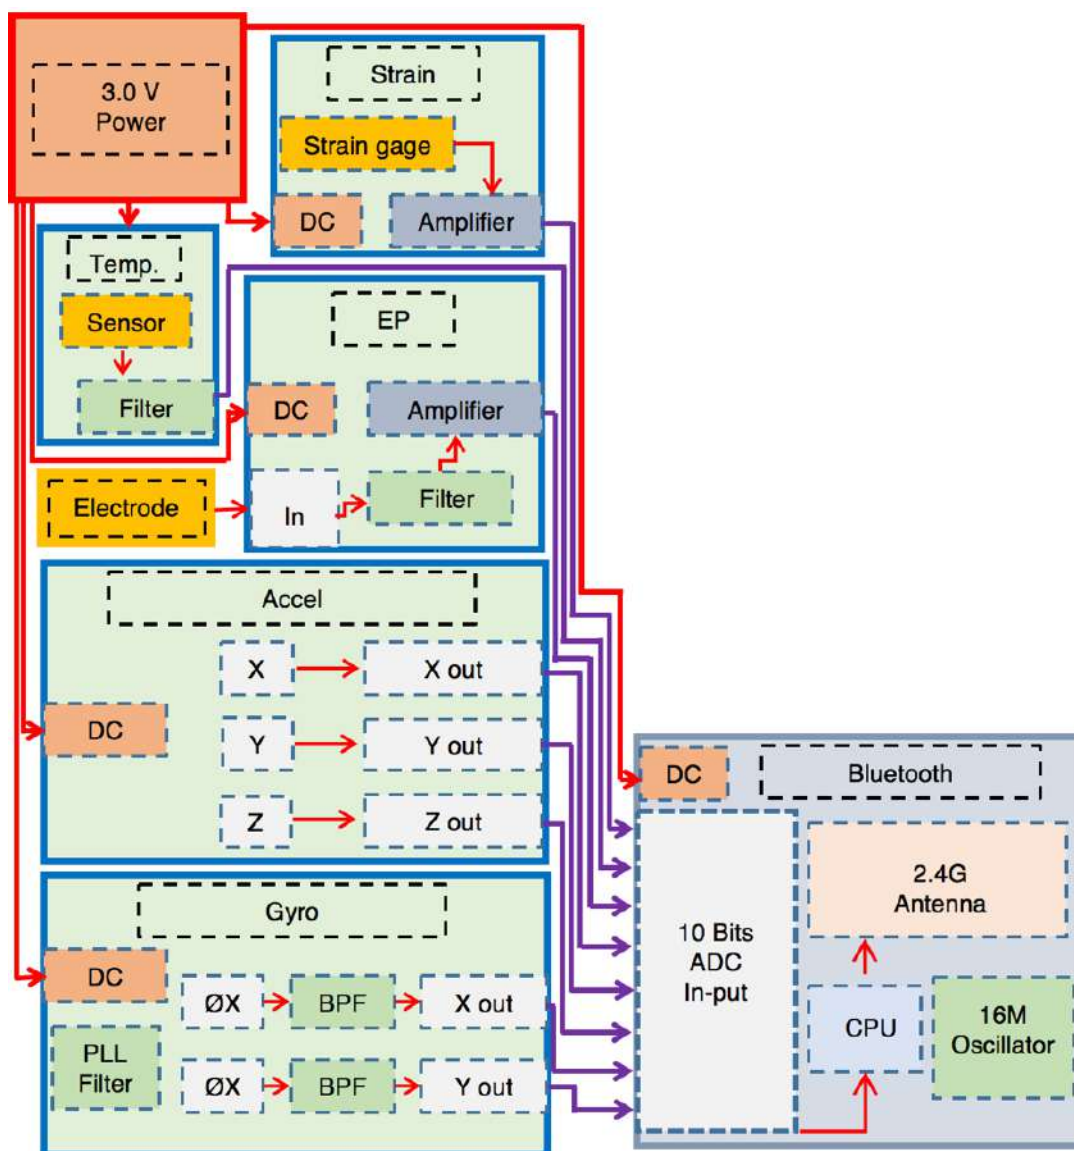 3.0 V
Power
Strain
Strain gage
DC
Amplifier
Temp.
Sensor
Filter
EP
DC
Amplifier
Electrode
In
Filter
Accel
X
X out
DC
Y
Y out
Z
Z out
Gyro
DC
ØX
BPF
X out
PLL
Filter
ØX
BPF
Y out
DC
Bluetooth
10 Bits
ADC
In-put
2.4G
Antenna
CPU
16M
Oscillator